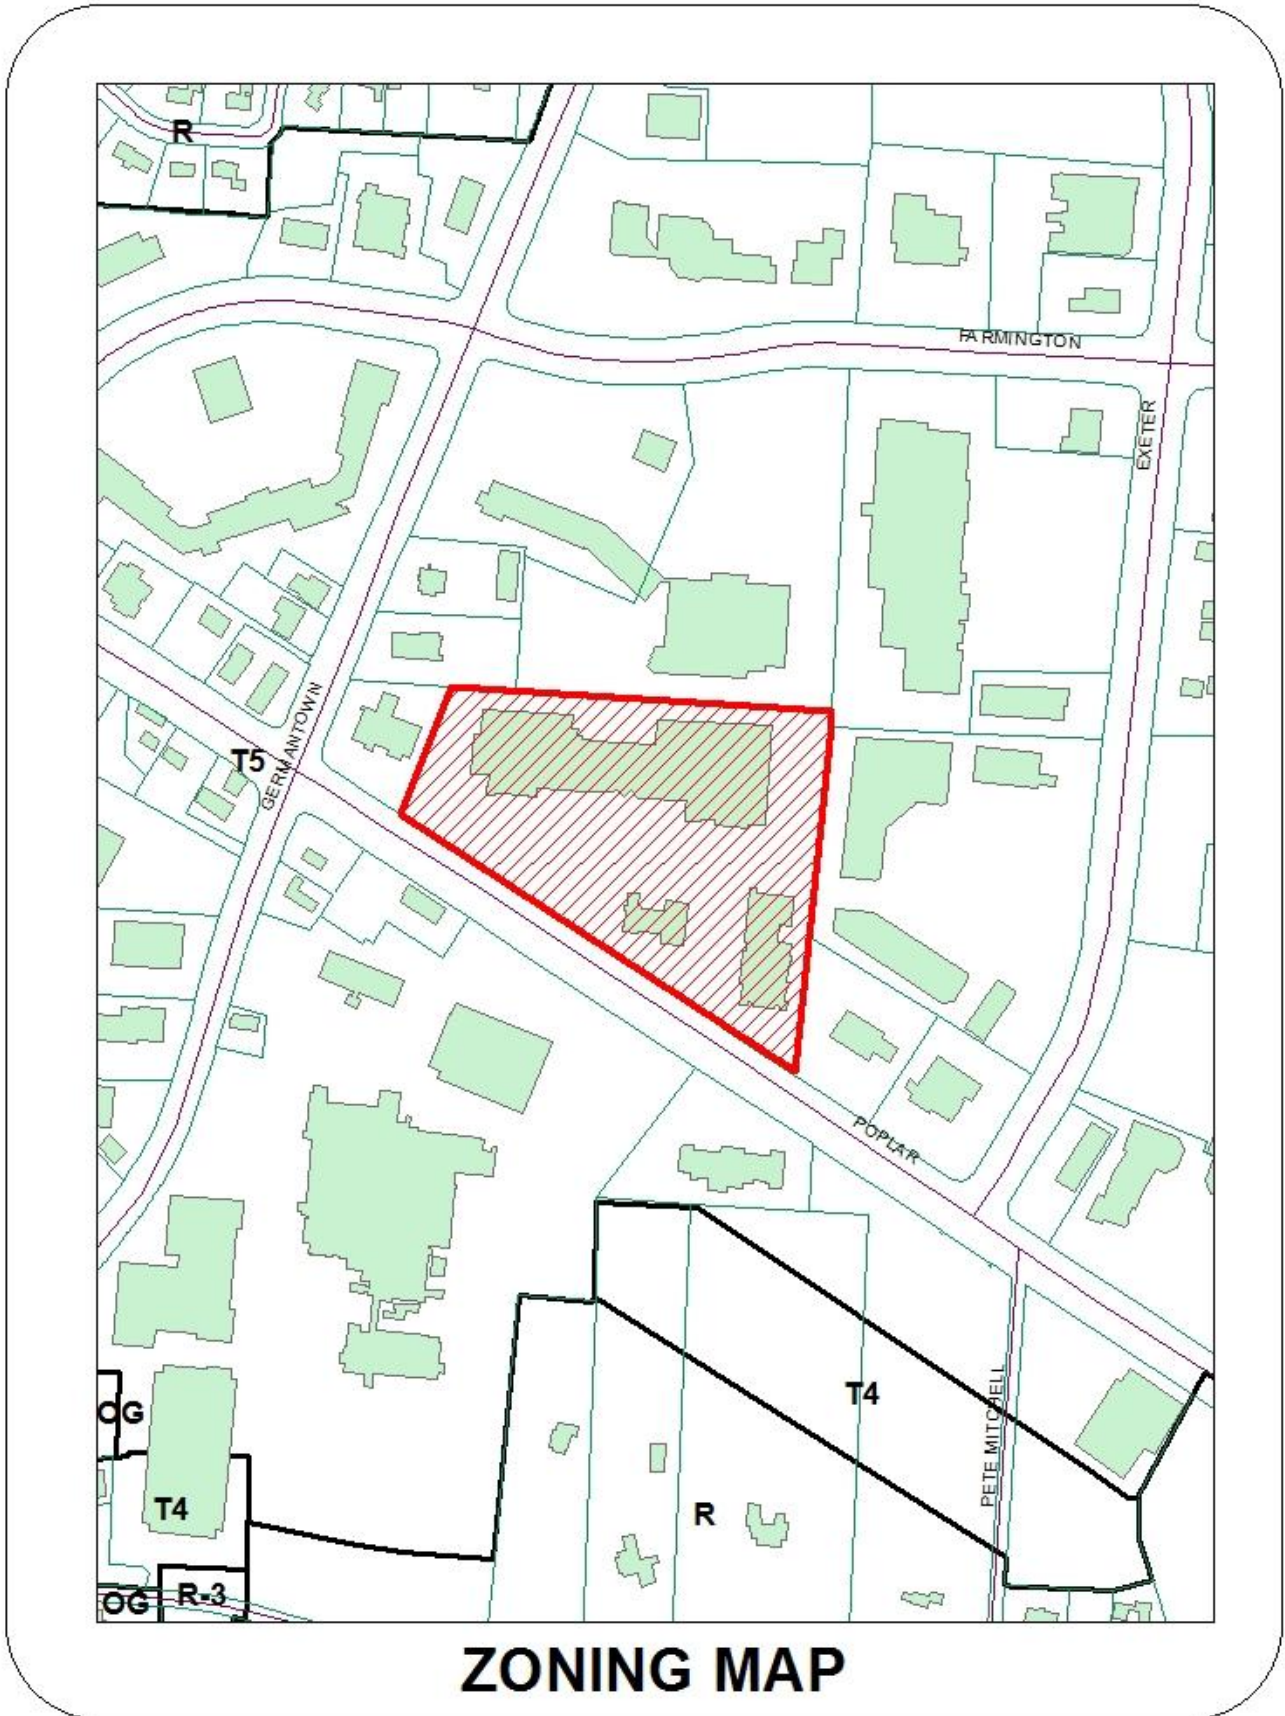 R
FARMINGTON
EXETER
T5
GERMANTOWN
POPLAR
T4
PETE MITCHELL
OG
T4
R
OG
R-3
ZONING MAP